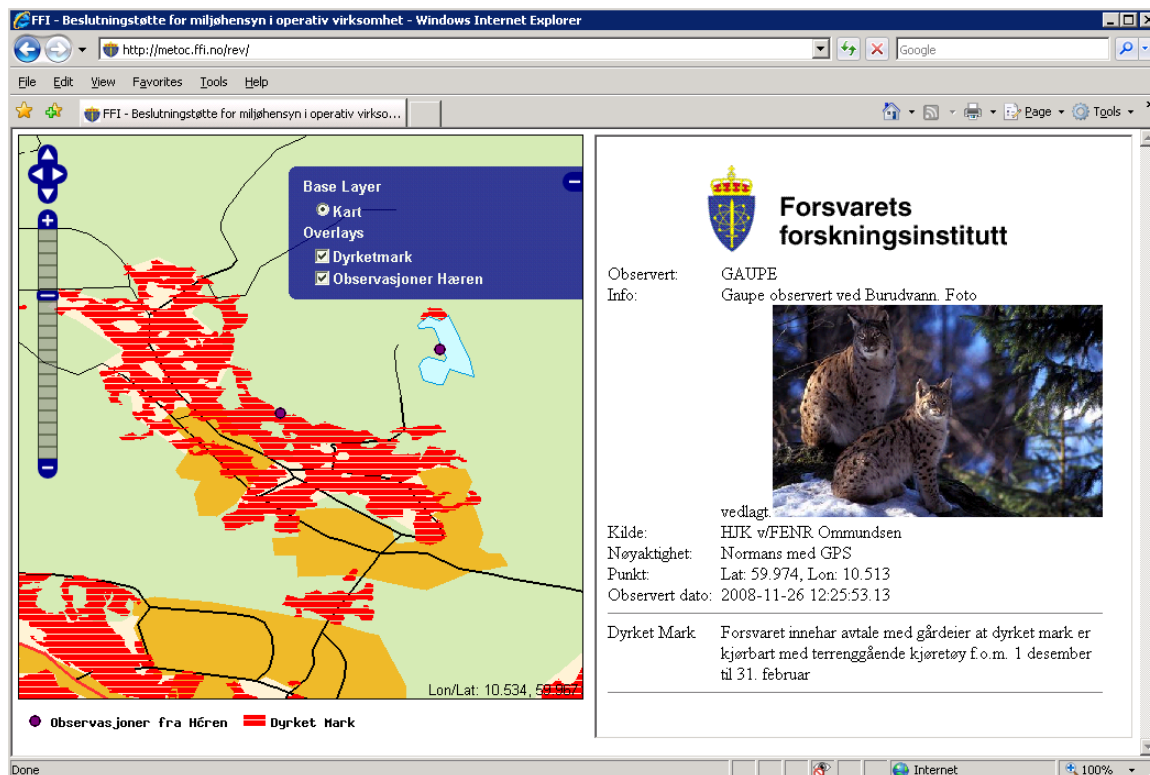 FFI - Beslutningstøtte for miljøhensyn i operativ virksomhet - Windows Internet Explorer
http://metoc.ffi.no/rev/
Google
File Edit View Favorites Tools Help
FFI - Beslutningstøtte for miljøhensyn i operativ virkso...
Page Tools
Base Layer
Kart
Overlays
Dyrketmark
Observasjoner Hæren
Lon/Lat: 10.534, 59.967
Observasjoner fra Héren Dyrket Mark
Forsvarets
forskningsinstitutt
Observert: GAUPE
Info: Gaupe observert ved Burudvann. Foto
vedlagt.
Kilde: HJK v/FENR Ommundsen
Nøyaktighet: Normans med GPS
Punkt: Lat: 59.974, Lon: 10.513
Observert dato: 2008-11-26 12:25:53.13
Dyrket Mark Forsvaret innehar avtale med gårdeier at dyrket mark er
kjørbart med terrenggående kjøretøy f.o.m. 1 desember
til 31. februar
Done
Internet
100%